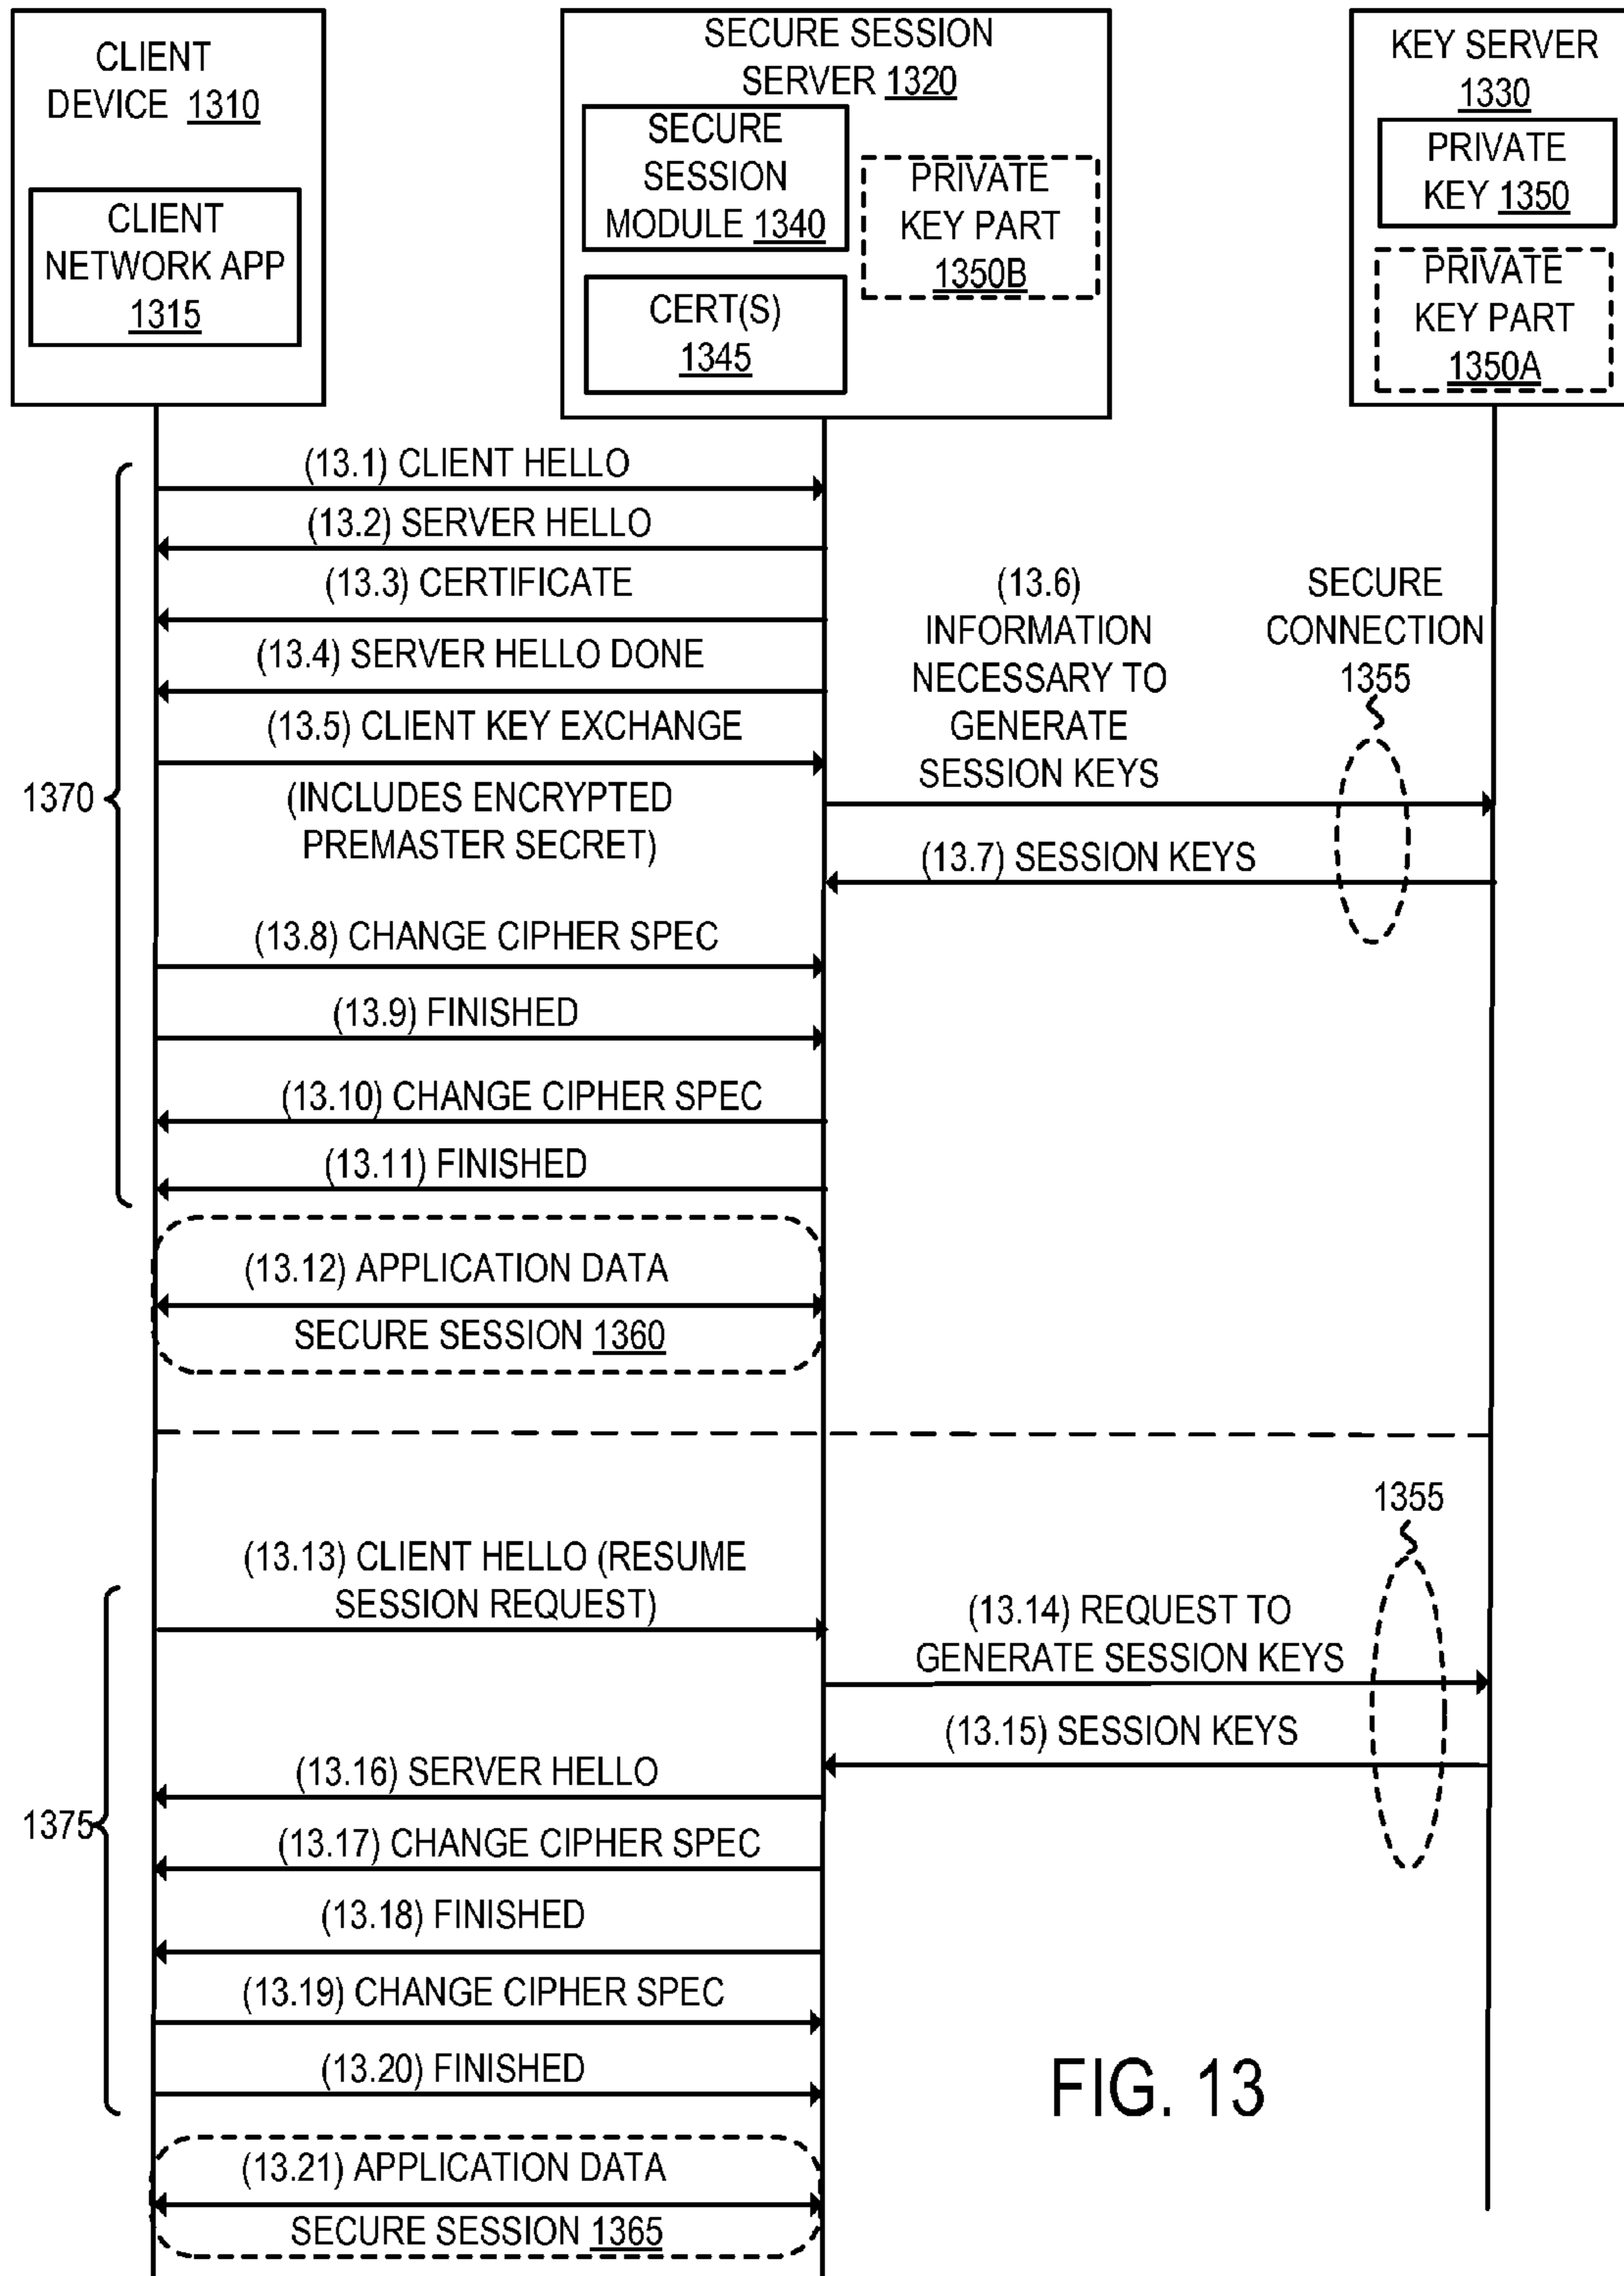 CLIENT
DEVICE 1310
CLIENT
NETWORK APP
1315
SECURE SESSION
SERVER 1320
SECURE
SESSION
MODULE 1340
PRIVATE
KEY PART
1350B
CERT(S)
1345
KEY SERVER
1330
PRIVATE
KEY 1350
PRIVATE
KEY PART
1350A
(13.1) CLIENT HELLO
(13.2) SERVER HELLO
(13.3) CERTIFICATE
(13.4) SERVER HELLO DONE
(13.5) CLIENT KEY EXCHANGE
(INCLUDES ENCRYPTED
PREMASTER SECRET)
(13.6)
INFORMATION
NECESSARY TO
GENERATE
SESSION KEYS
SECURE
CONNECTION
1355
1370
(13.7) SESSION KEYS
(13.8) CHANGE CIPHER SPEC
(13.9) FINISHED
(13.10) CHANGE CIPHER SPEC
(13.11) FINISHED
(13.12) APPLICATION DATA
SECURE SESSION 1360
1355
(13.13) CLIENT HELLO (RESUME
SESSION REQUEST)
(13.14) REQUEST TO
GENERATE SESSION KEYS
(13.15) SESSION KEYS
(13.16) SERVER HELLO
1375
(13.17) CHANGE CIPHER SPEC
(13.18) FINISHED
(13.19) CHANGE CIPHER SPEC
(13.20) FINISHED
FIG. 13
(13.21) APPLICATION DATA
SECURE SESSION 1365